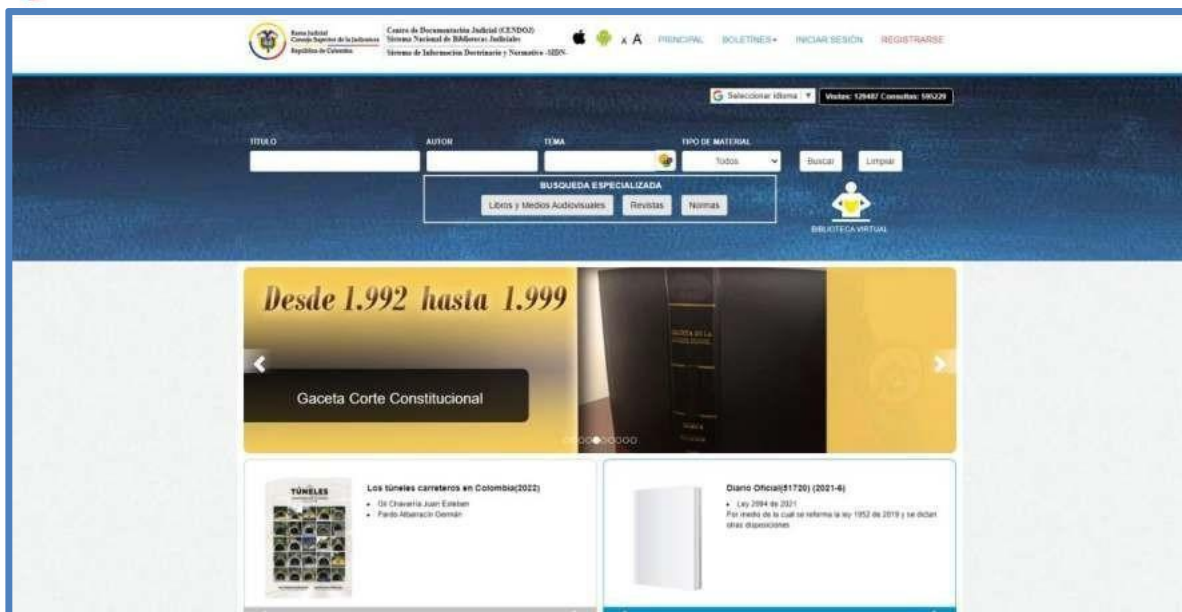 Rama Judicial
Consejo Superior de la Judicatura
República de Colombia
Centro de Documentación Judicial (CENDOJ)
Sistema Nacional de Bibliotecas Judiciales
Sistema de Información Doctrinario y Normativo -SIDN-
x A PRINCIPAL BOLETINES INICIAR SESIÓN REGISTRARSE
G Seleccionar idioma ▼ Visitas: 129487 Consultas: 595229
TITULO AUTOR TEMA TIPO DE MATERIAL
Todos Buscar Limpiar
BUSQUEDA ESPECIALIZADA
Libros y Medios Audiovisuales Revistas Normas
BIBLIOTECA VIRTUAL
Desde 1.992 hasta 1.999
GACETA DE LA
Gaceta Corte Constitucional
TÚNELES
Los túneles carreteros en Colombia(2022)
• Gil Chavarría Juan Esteban
• Pardo Albarracín Germán
Diario Oficial(51720) (2021-6)
• Ley 2094 de 2021
Por medio de la cual se reforma la ley 1952 de 2019 y se dictan
otras disposiciones